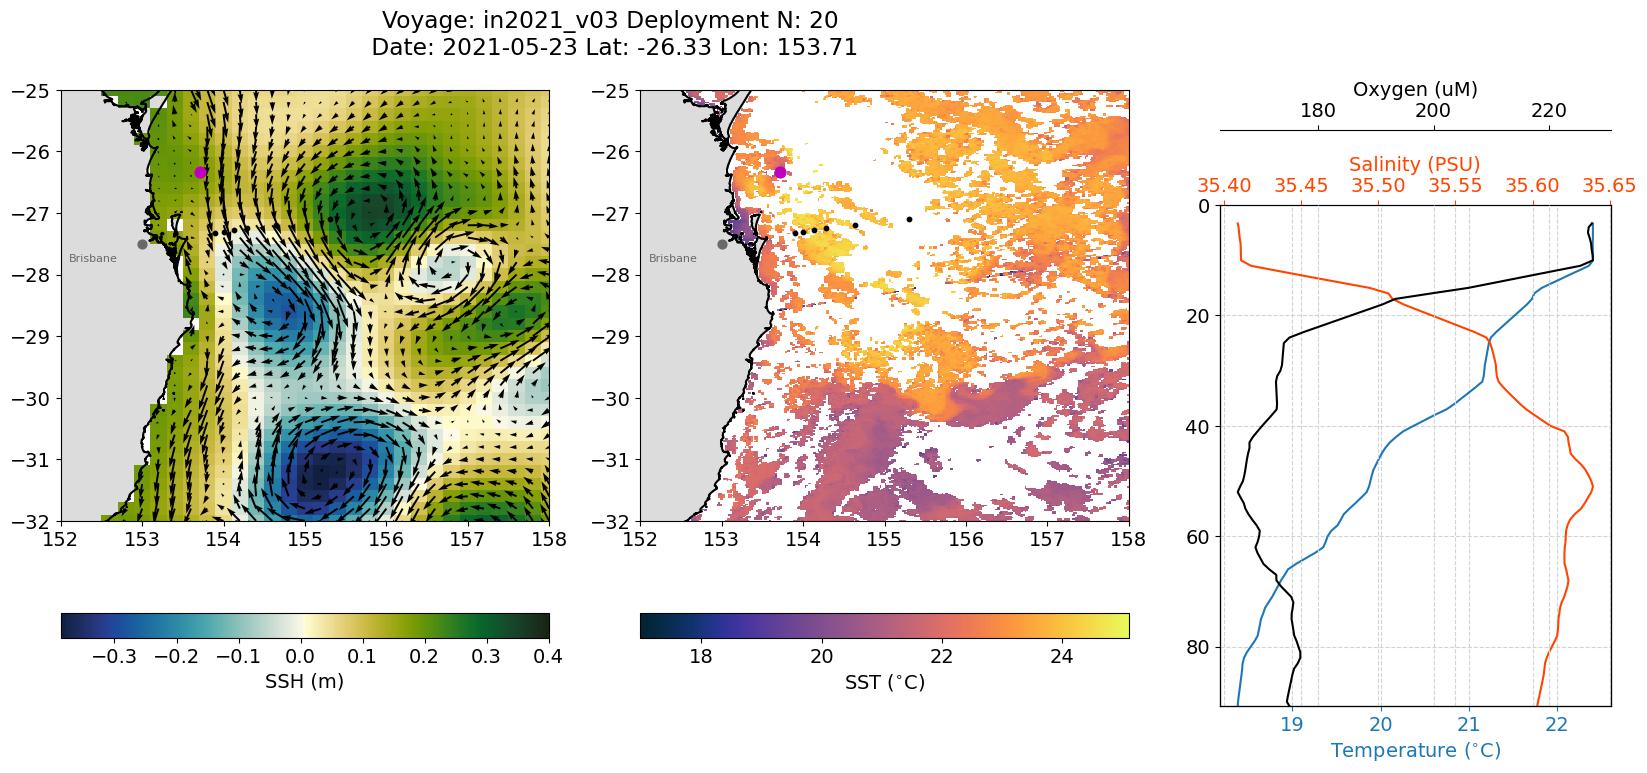 Voyage: in2021_v03 Deployment N: 20
Date: 2021-05-23 Lat: -26.33 Lon: 153.71
−25
−26
−27
−28
−29
−30
−31
−32
152 153 154 155 156 157 158
Brisbane
−0.3 −0.2 −0.1 0.0 0.1 0.2 0.3 0.4
SSH (m)
−25
−26
−27
−28
−29
−30
−31
−32
152 153 154 155 156 157 158
Brisbane
18 20 22 24
SST (°C)
Oxygen (uM)
180 200 220
Salinity (PSU)
35.40 35.45 35.50 35.55 35.60 35.65
0
20
40
60
80
19 20 21 22
Temperature (°C)